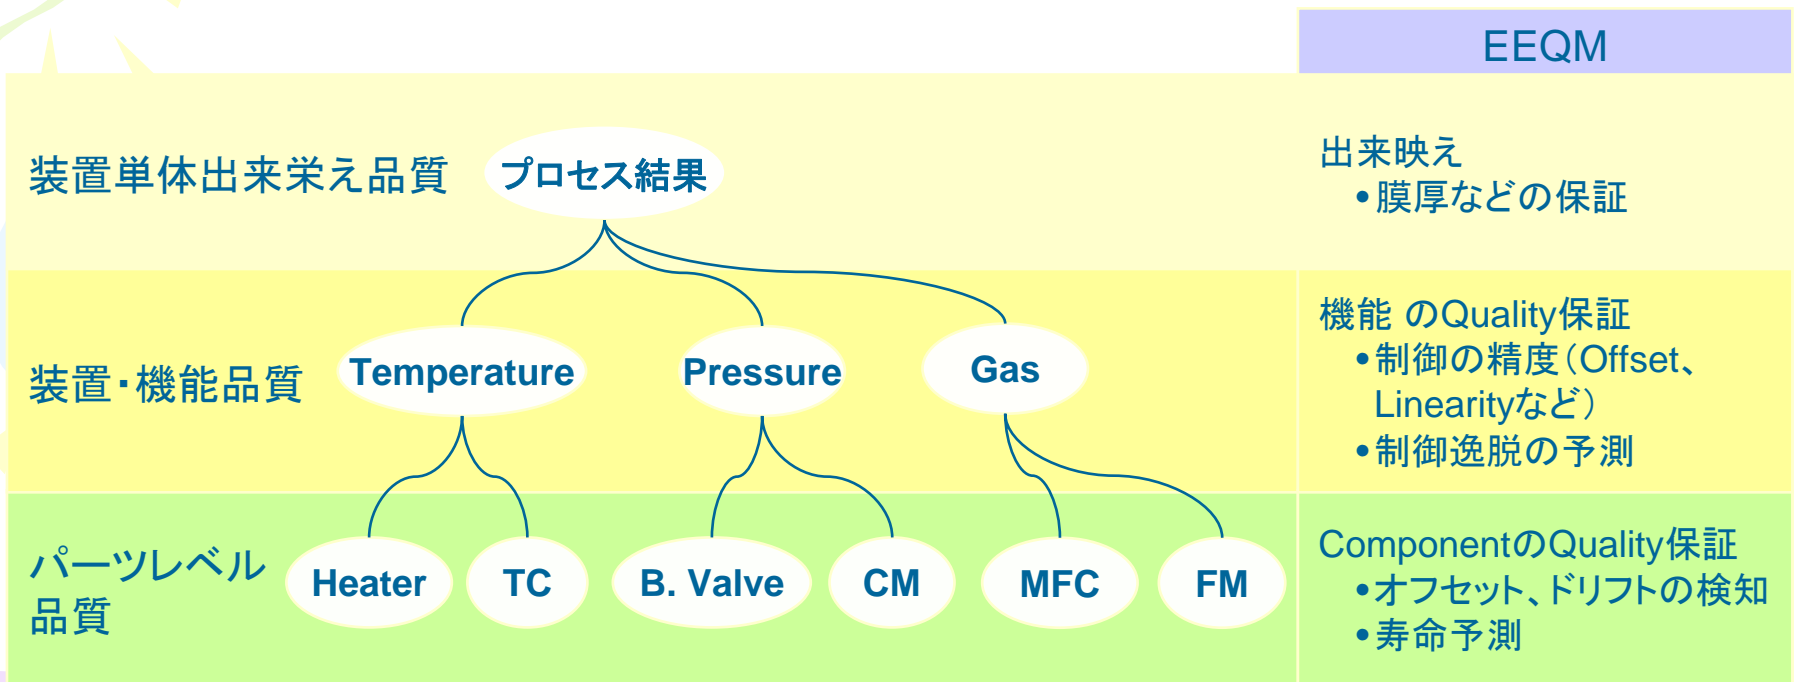 EEQM
装置単体出来栄え品質
プロセス結果
出来映え
•膜厚などの保証
装置・機能品質
Temperature
Pressure
Gas
機能 のQuality保証
•制御の精度（Offset、
Linearityなど）
•制御逸脱の予測
パーツレベル
品質
Heater
TC
B. Valve
CM
MFC
FM
ComponentのQuality保証
•オフセット、ドリフトの検知
•寿命予測